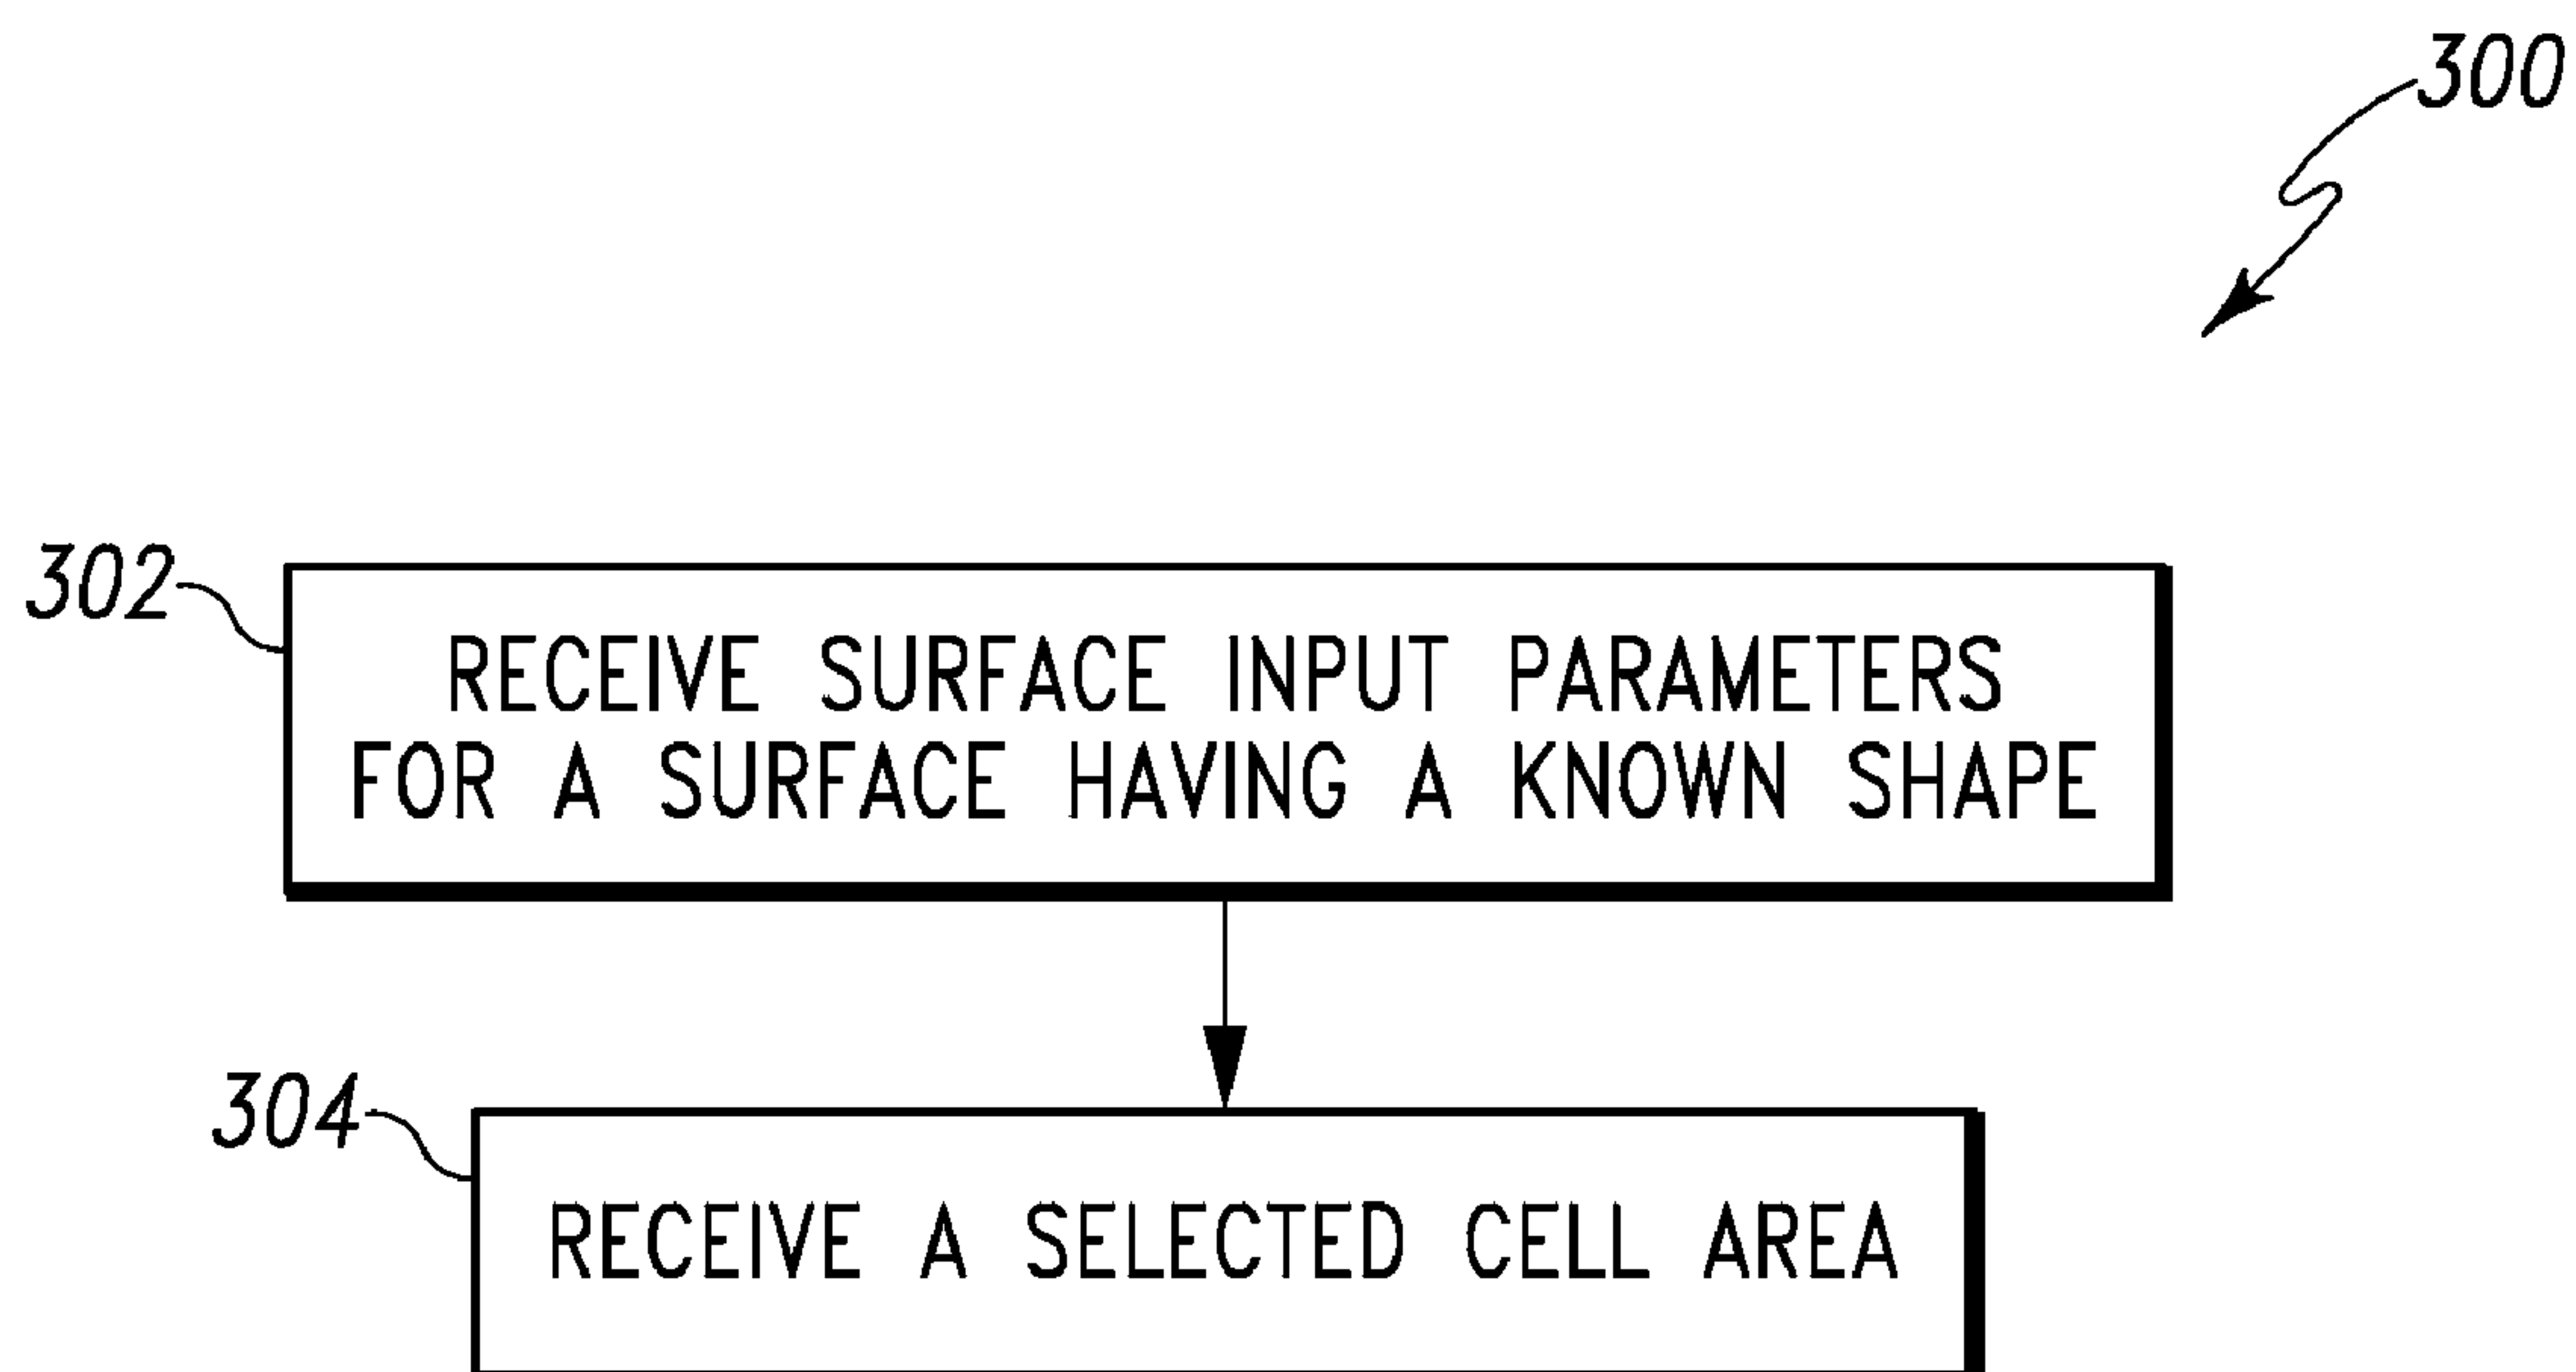 300
302
RECEIVE SURFACE INPUT PARAMETERS
FOR A SURFACE HAVING A KNOWN SHAPE
304
RECEIVE A SELECTED CELL AREA